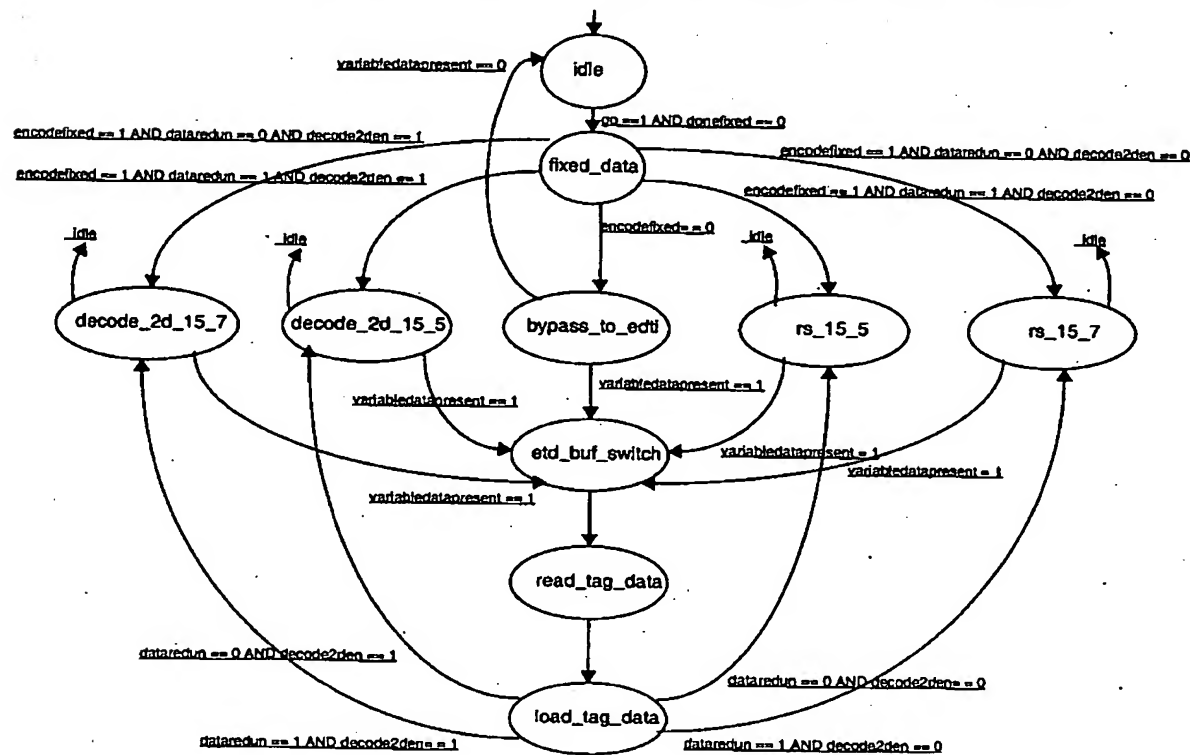 idle
variabledatapresent == 0
go ==1 AND donefixed == 0
encodefixed == 1 AND dataredun == 0 AND decode2den == 1
encodefixed == 1 AND dataredun == 0 AND decode2den == 0
fixed_data
encodefixed == 1 AND dataredun == 1 AND decode2den == 1
encodefixed == 1 AND dataredun == 1 AND decode2den == 0
encodefixed== 0
_idle
_idle
_idle
_idle
decode_2d_15_7
decode_2d_15_5
bypass_to_edti
rs_15_5
rs_15_7
variabledatapresent == 1
variabledatapresent == 1
etd_buf_switch
variabledatapresent = 1
variabledatapresent = 1
variabledatapresent == 1
read_tag_data
dataredun == 0 AND decode2den == 1
dataredun == 0 AND decode2den= = 0
load_tag_data
dataredun == 1 AND decode2den= = 1
dataredun == 1 AND decode2den == 0